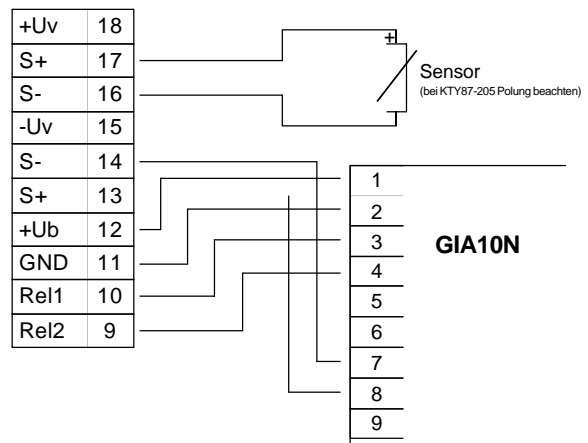 +Uv 18
S+ 17
S- 16
-Uv 15
S- 14
S+ 13
+Ub 12
GND 11
Rel1 10
Rel2 9
+
Sensor
(bei KTY87-205 Polung beachten)
1
2
3
4
5
6
7
8
9
GIA10N